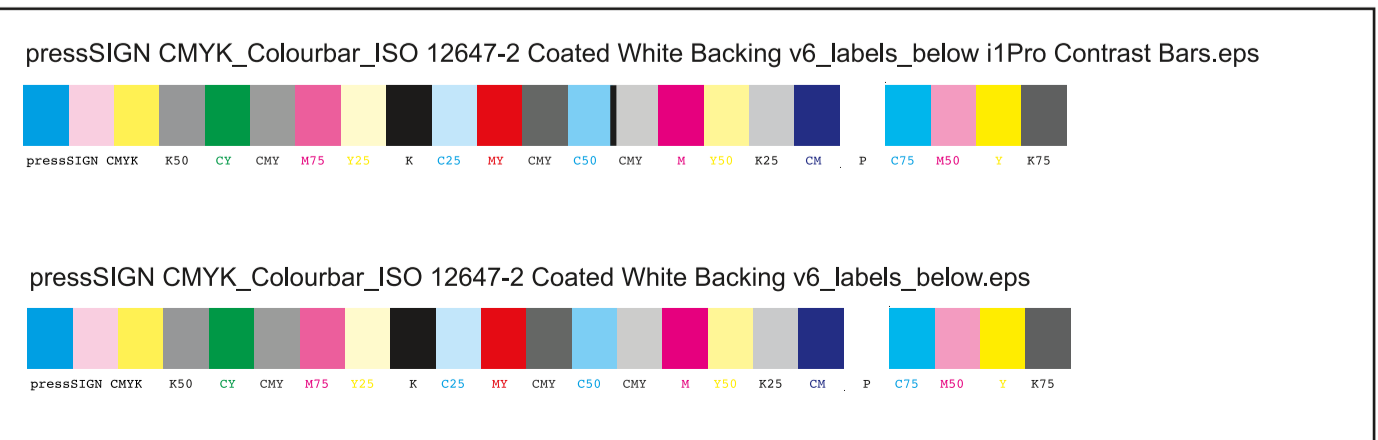 pressSIGN CMYK_Colourbar_ISO 12647-2 Coated White Backing v6_labels_below i1Pro Contrast Bars.eps
pressSIGN CMYK K50 CY CMY M75 Y25 K C25 MY CMY C50 CMY M Y50 K25 CM P C75 M50 Y K75
pressSIGN CMYK_Colourbar_ISO 12647-2 Coated White Backing v6_labels_below.eps
pressSIGN CMYK K50 CY CMY M75 Y25 K C25 MY CMY C50 CMY M Y50 K25 CM P C75 M50 Y K75